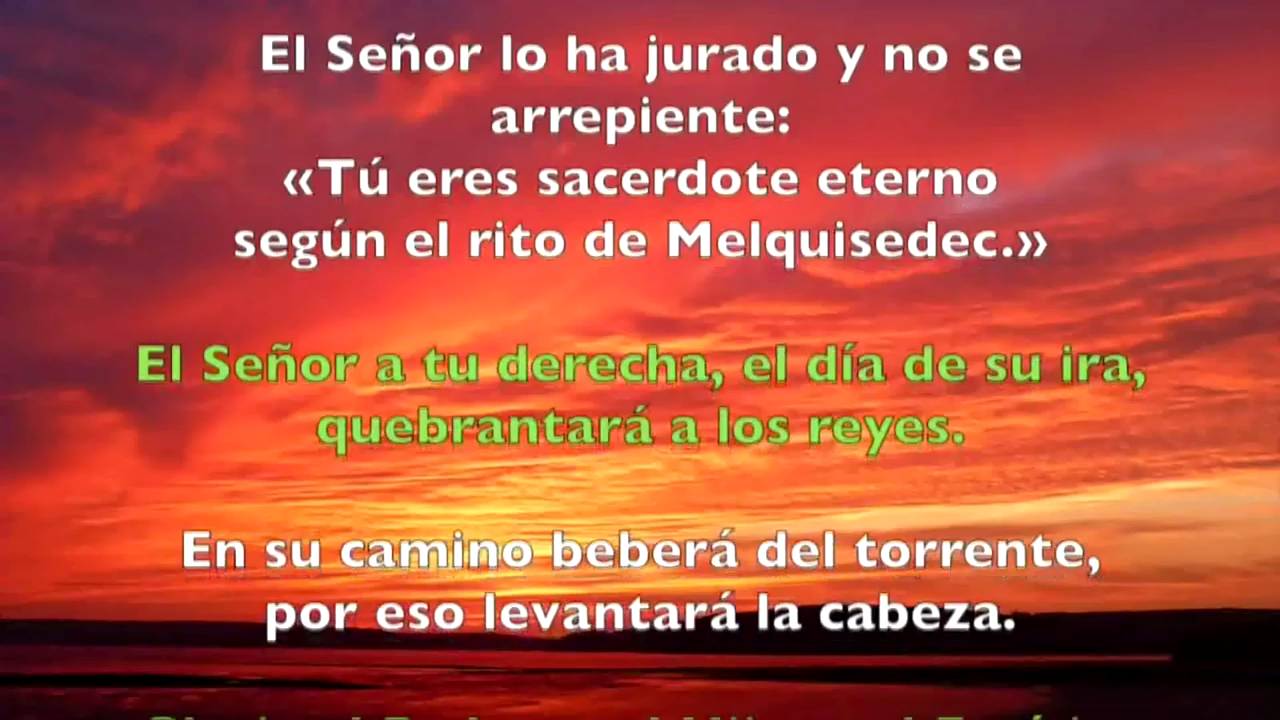 El Señor lo ha jurado y no se
arrepiente:
«Tú eres sacerdote eterno
según el rito de Melquisedec.»
El Señor a tu derecha, el día de su ira,
quebrantará a los reyes.
En su camino beberá del torrente,
por eso levantará la cabeza.